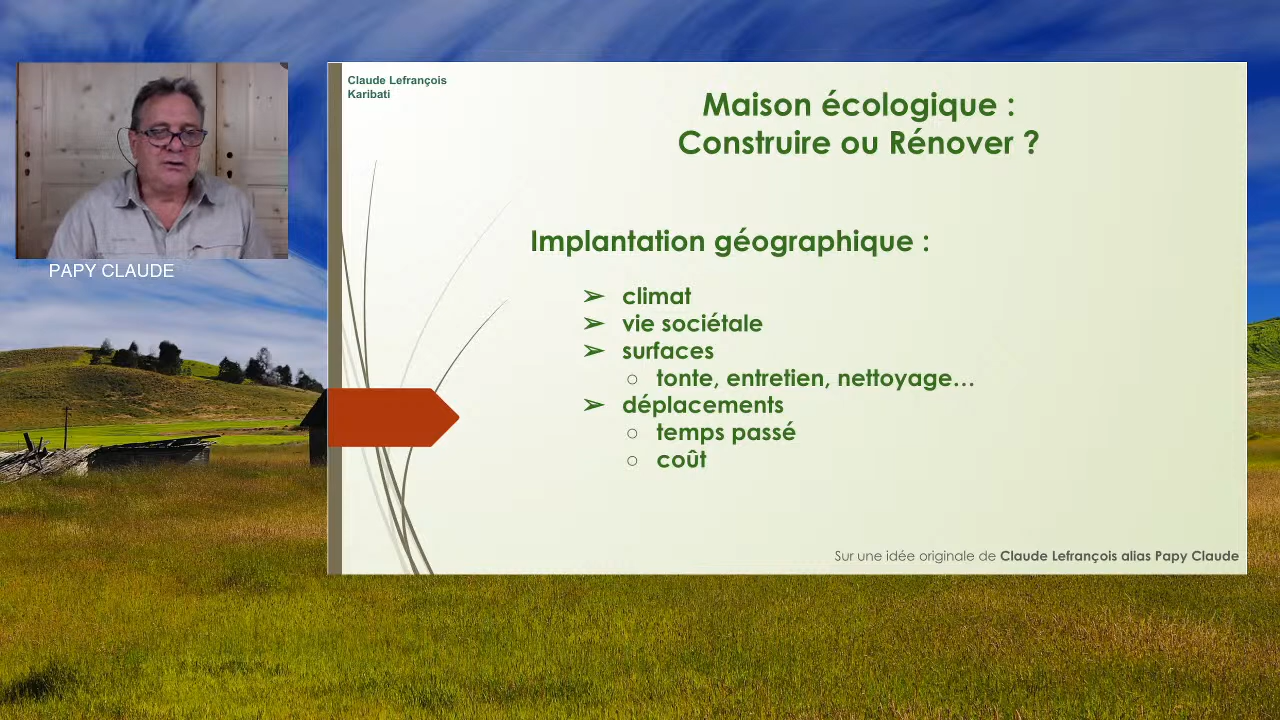 Claude Lefrançois
Karibati
Maison écologique :
Construire ou Rénover ?
Implantation géographique :
➢ climat
➢ vie sociétale
➢ surfaces
○ tonte, entretien, nettoyage…
➢ déplacements
○ temps passé
○ coût
Sur une idée originale de Claude Lefrançois alias Papy Claude
PAPY CLAUDE